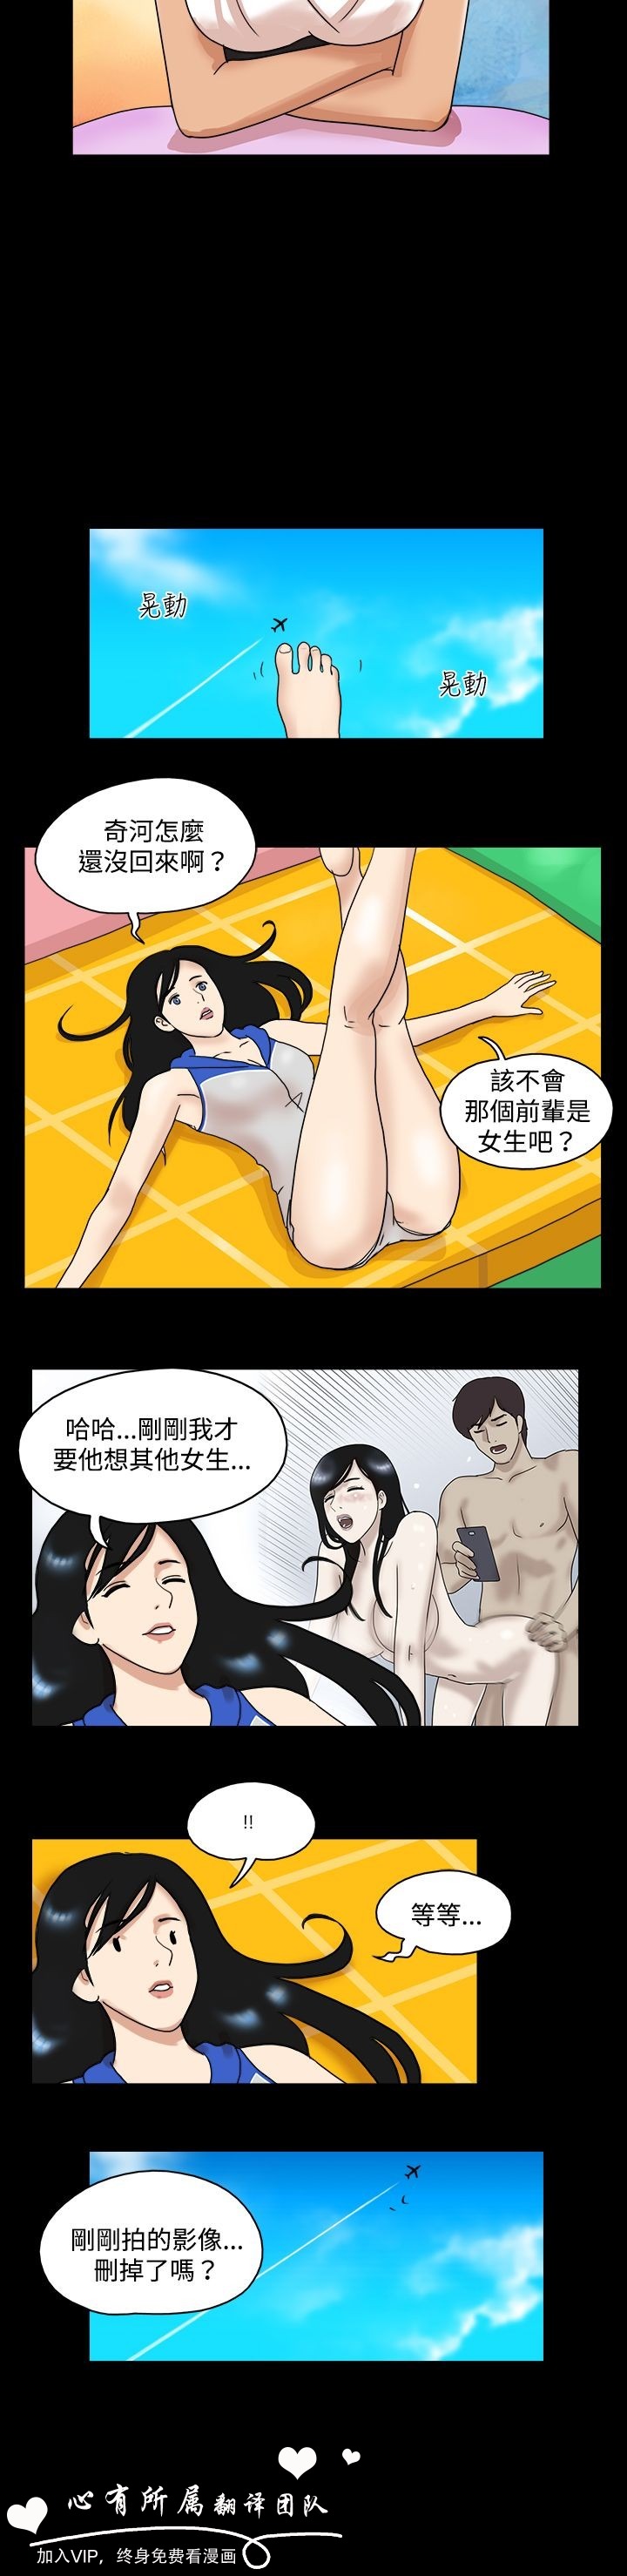 晃動
晃動
奇河怎麼
還沒回來啊？
該不會
那個前輩是
女生吧？
哈哈...剛剛我才
要他想其他女生...
!!
等等...
剛剛拍的影像...
刪掉了嗎？
心有所属翻译团队
加入VIP，终身免费看漫画